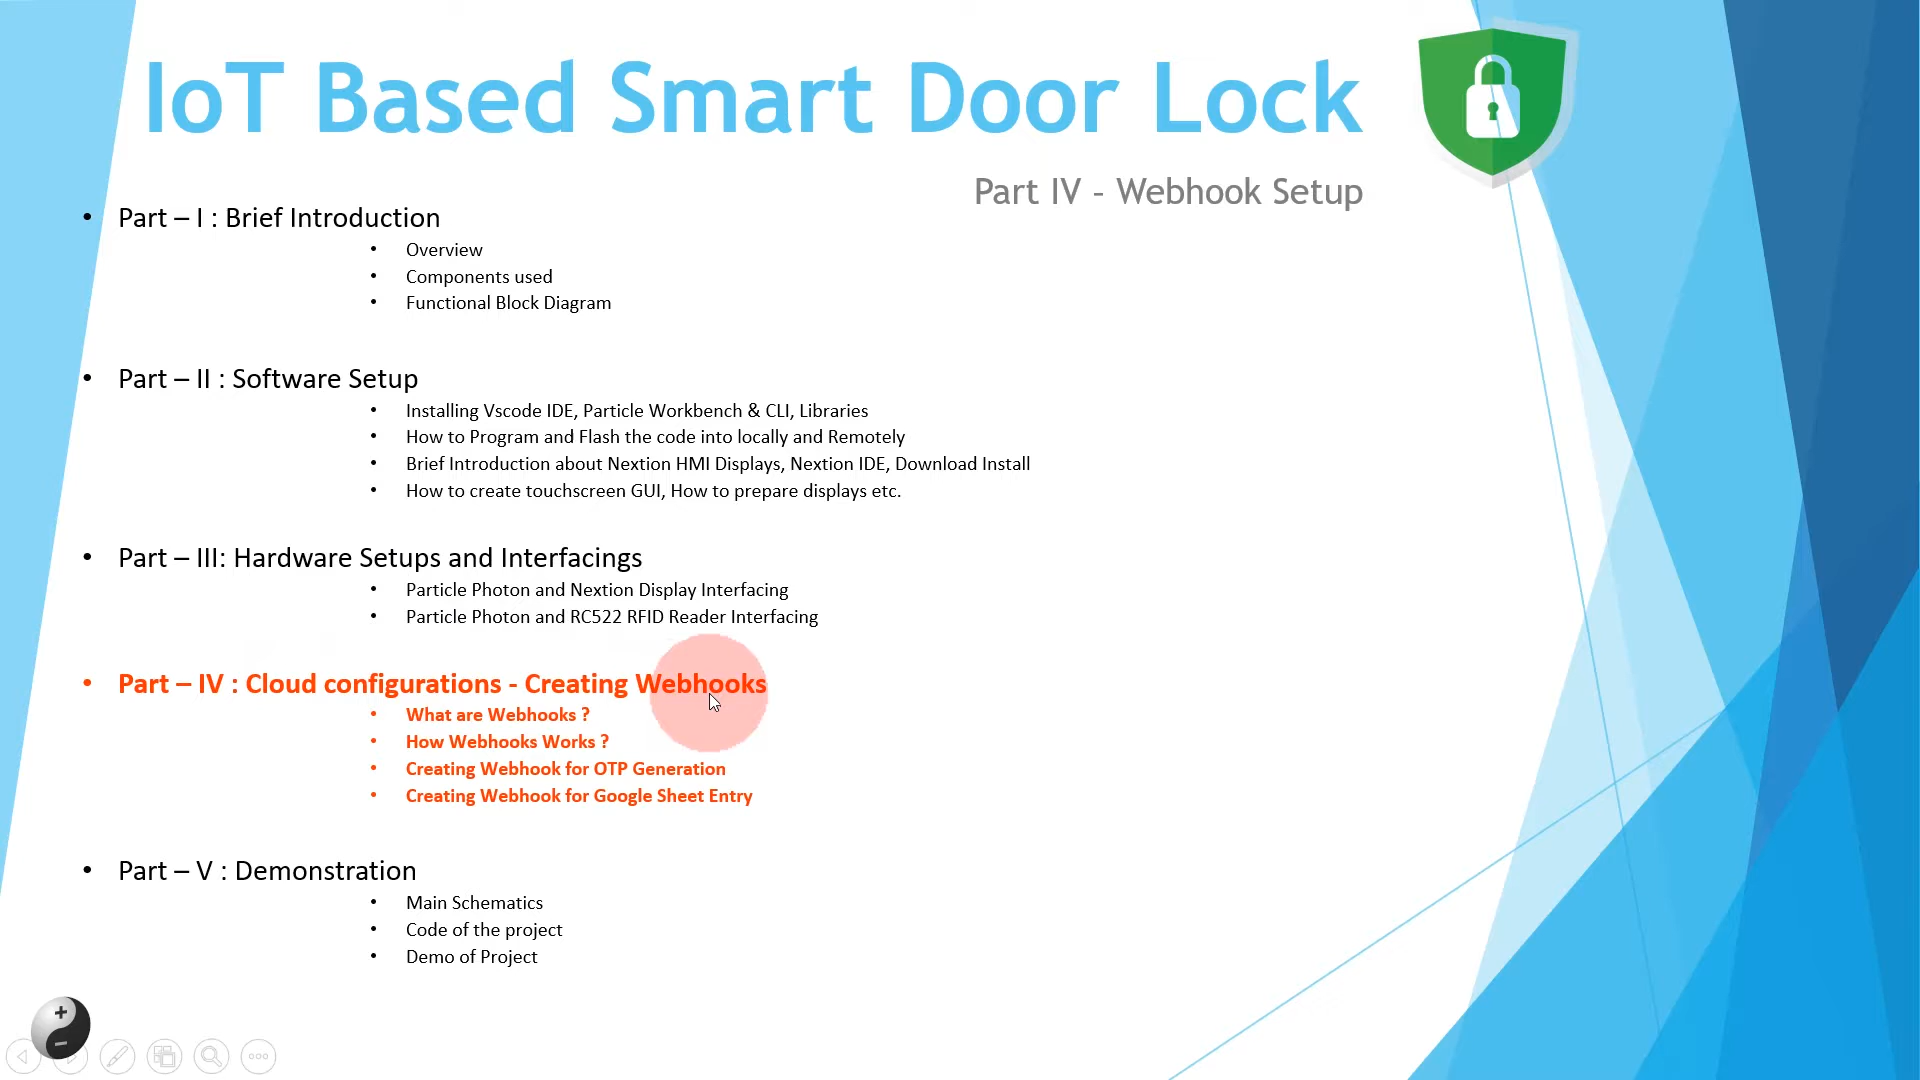 IoT Based Smart Door Lock
Part IV - Webhook Setup
• Part – I : Brief Introduction
• Overview
• Components used
• Functional Block Diagram
• Part – II : Software Setup
• Installing Vscode IDE, Particle Workbench & CLI, Libraries
• How to Program and Flash the code into locally and Remotely
• Brief Introduction about Nextion HMI Displays, Nextion IDE, Download Install
• How to create touchscreen GUI, How to prepare displays etc.
• Part – III: Hardware Setups and Interfacings
• Particle Photon and Nextion Display Interfacing
• Particle Photon and RC522 RFID Reader Interfacing
• Part – IV : Cloud configurations - Creating Webhooks
• What are Webhooks ?
• How Webhooks Works ?
• Creating Webhook for OTP Generation
• Creating Webhook for Google Sheet Entry
• Part – V : Demonstration
• Main Schematics
• Code of the project
• Demo of Project